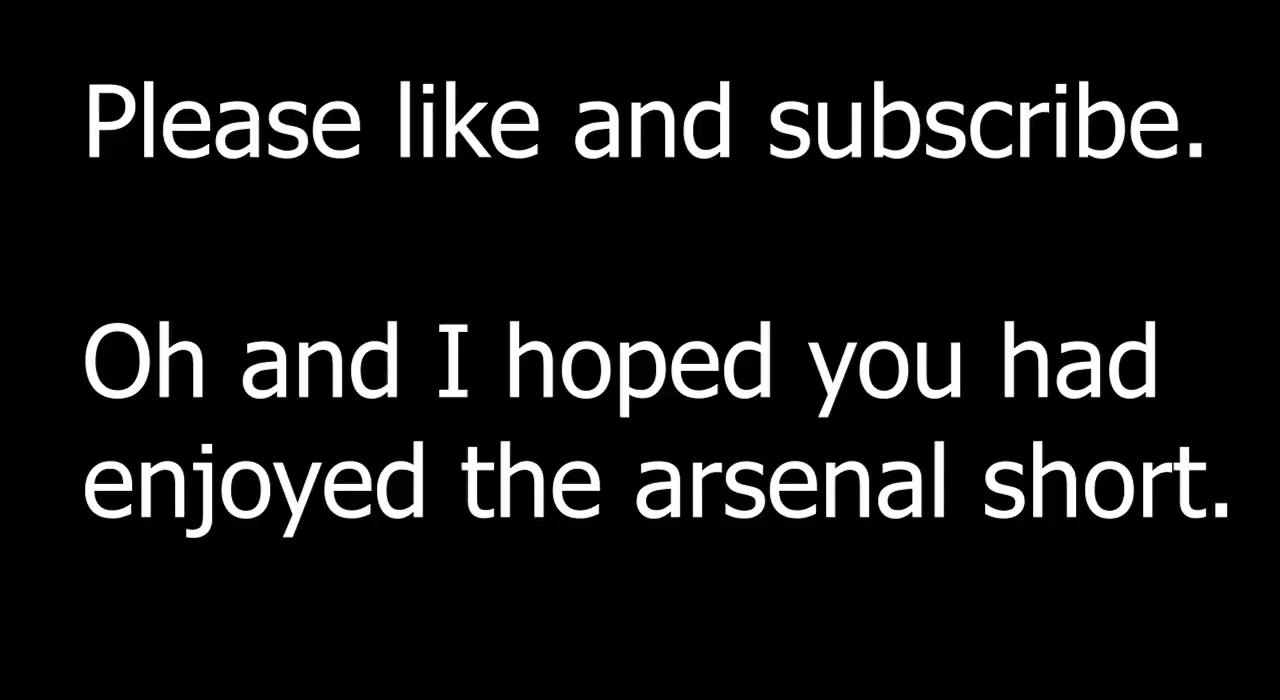 Please like and subscribe.
Oh and I hoped you had
enjoyed the arsenal short.